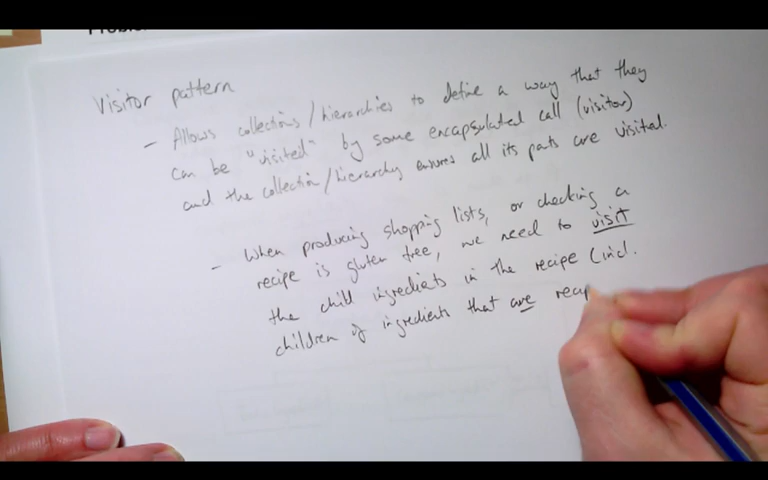 Visitor pattern
- Allows collections/hierarchies to define a way that they
can be "visited" by some encapsulated call (visitor)
and the collection/hierarchy ensures all its parts are visited.
- When producing shopping lists, or checking a
recipe is gluten free, we need to visit
the child ingredients in the recipe (incl.
children of ingredients that are recip